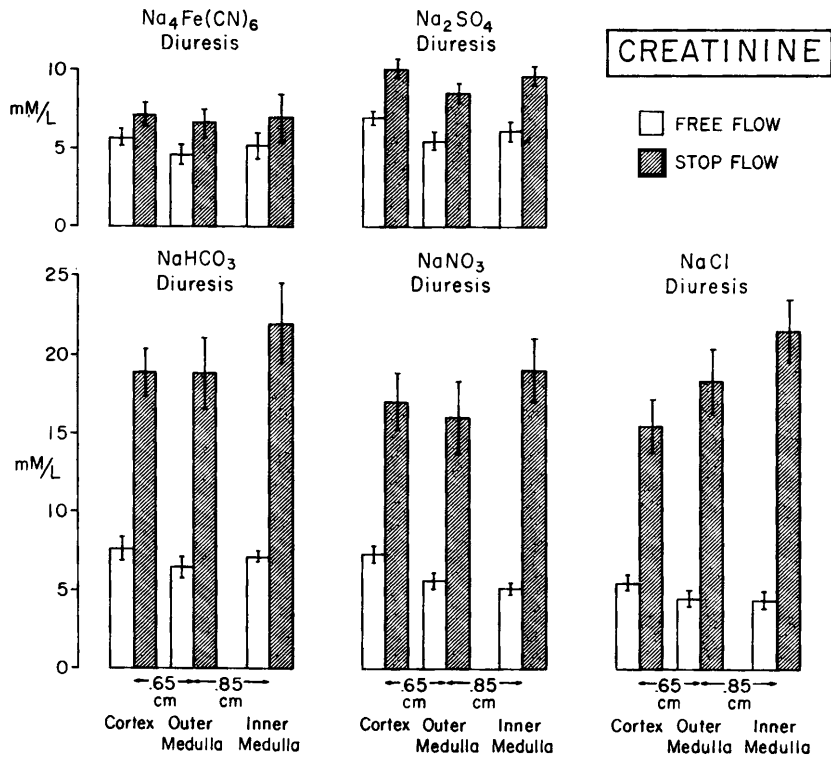 Na₄Fe(CN)₆
Diuresis
Na₂SO₄
Diuresis
CREATININE
FREE FLOW
STOP FLOW
10
mM/L
5
0
NaHCO₃
Diuresis
NaNO₃
Diuresis
NaCl
Diuresis
25
20
15
mM/L
10
5
0
.65
cm
.85
cm
.65
cm
.85
cm
.65
cm
.85
cm
Cortex
Outer
Medulla
Inner
Medulla
Cortex
Outer
Medulla
Inner
Medulla
Cortex
Outer
Medulla
Inner
Medulla